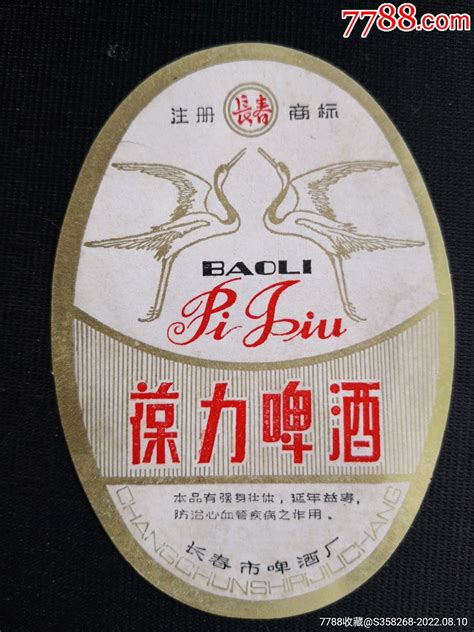 7788.com
注册 長春 商标
BAOLI
Pi Jiu
葆力啤酒
本品有强身壮体，延年益寿，
防治心血管疾病之作用。
长春市啤酒厂
CHANGCHUNSHIPIJIUCHANG
7788收藏@S358268-2022.08.10